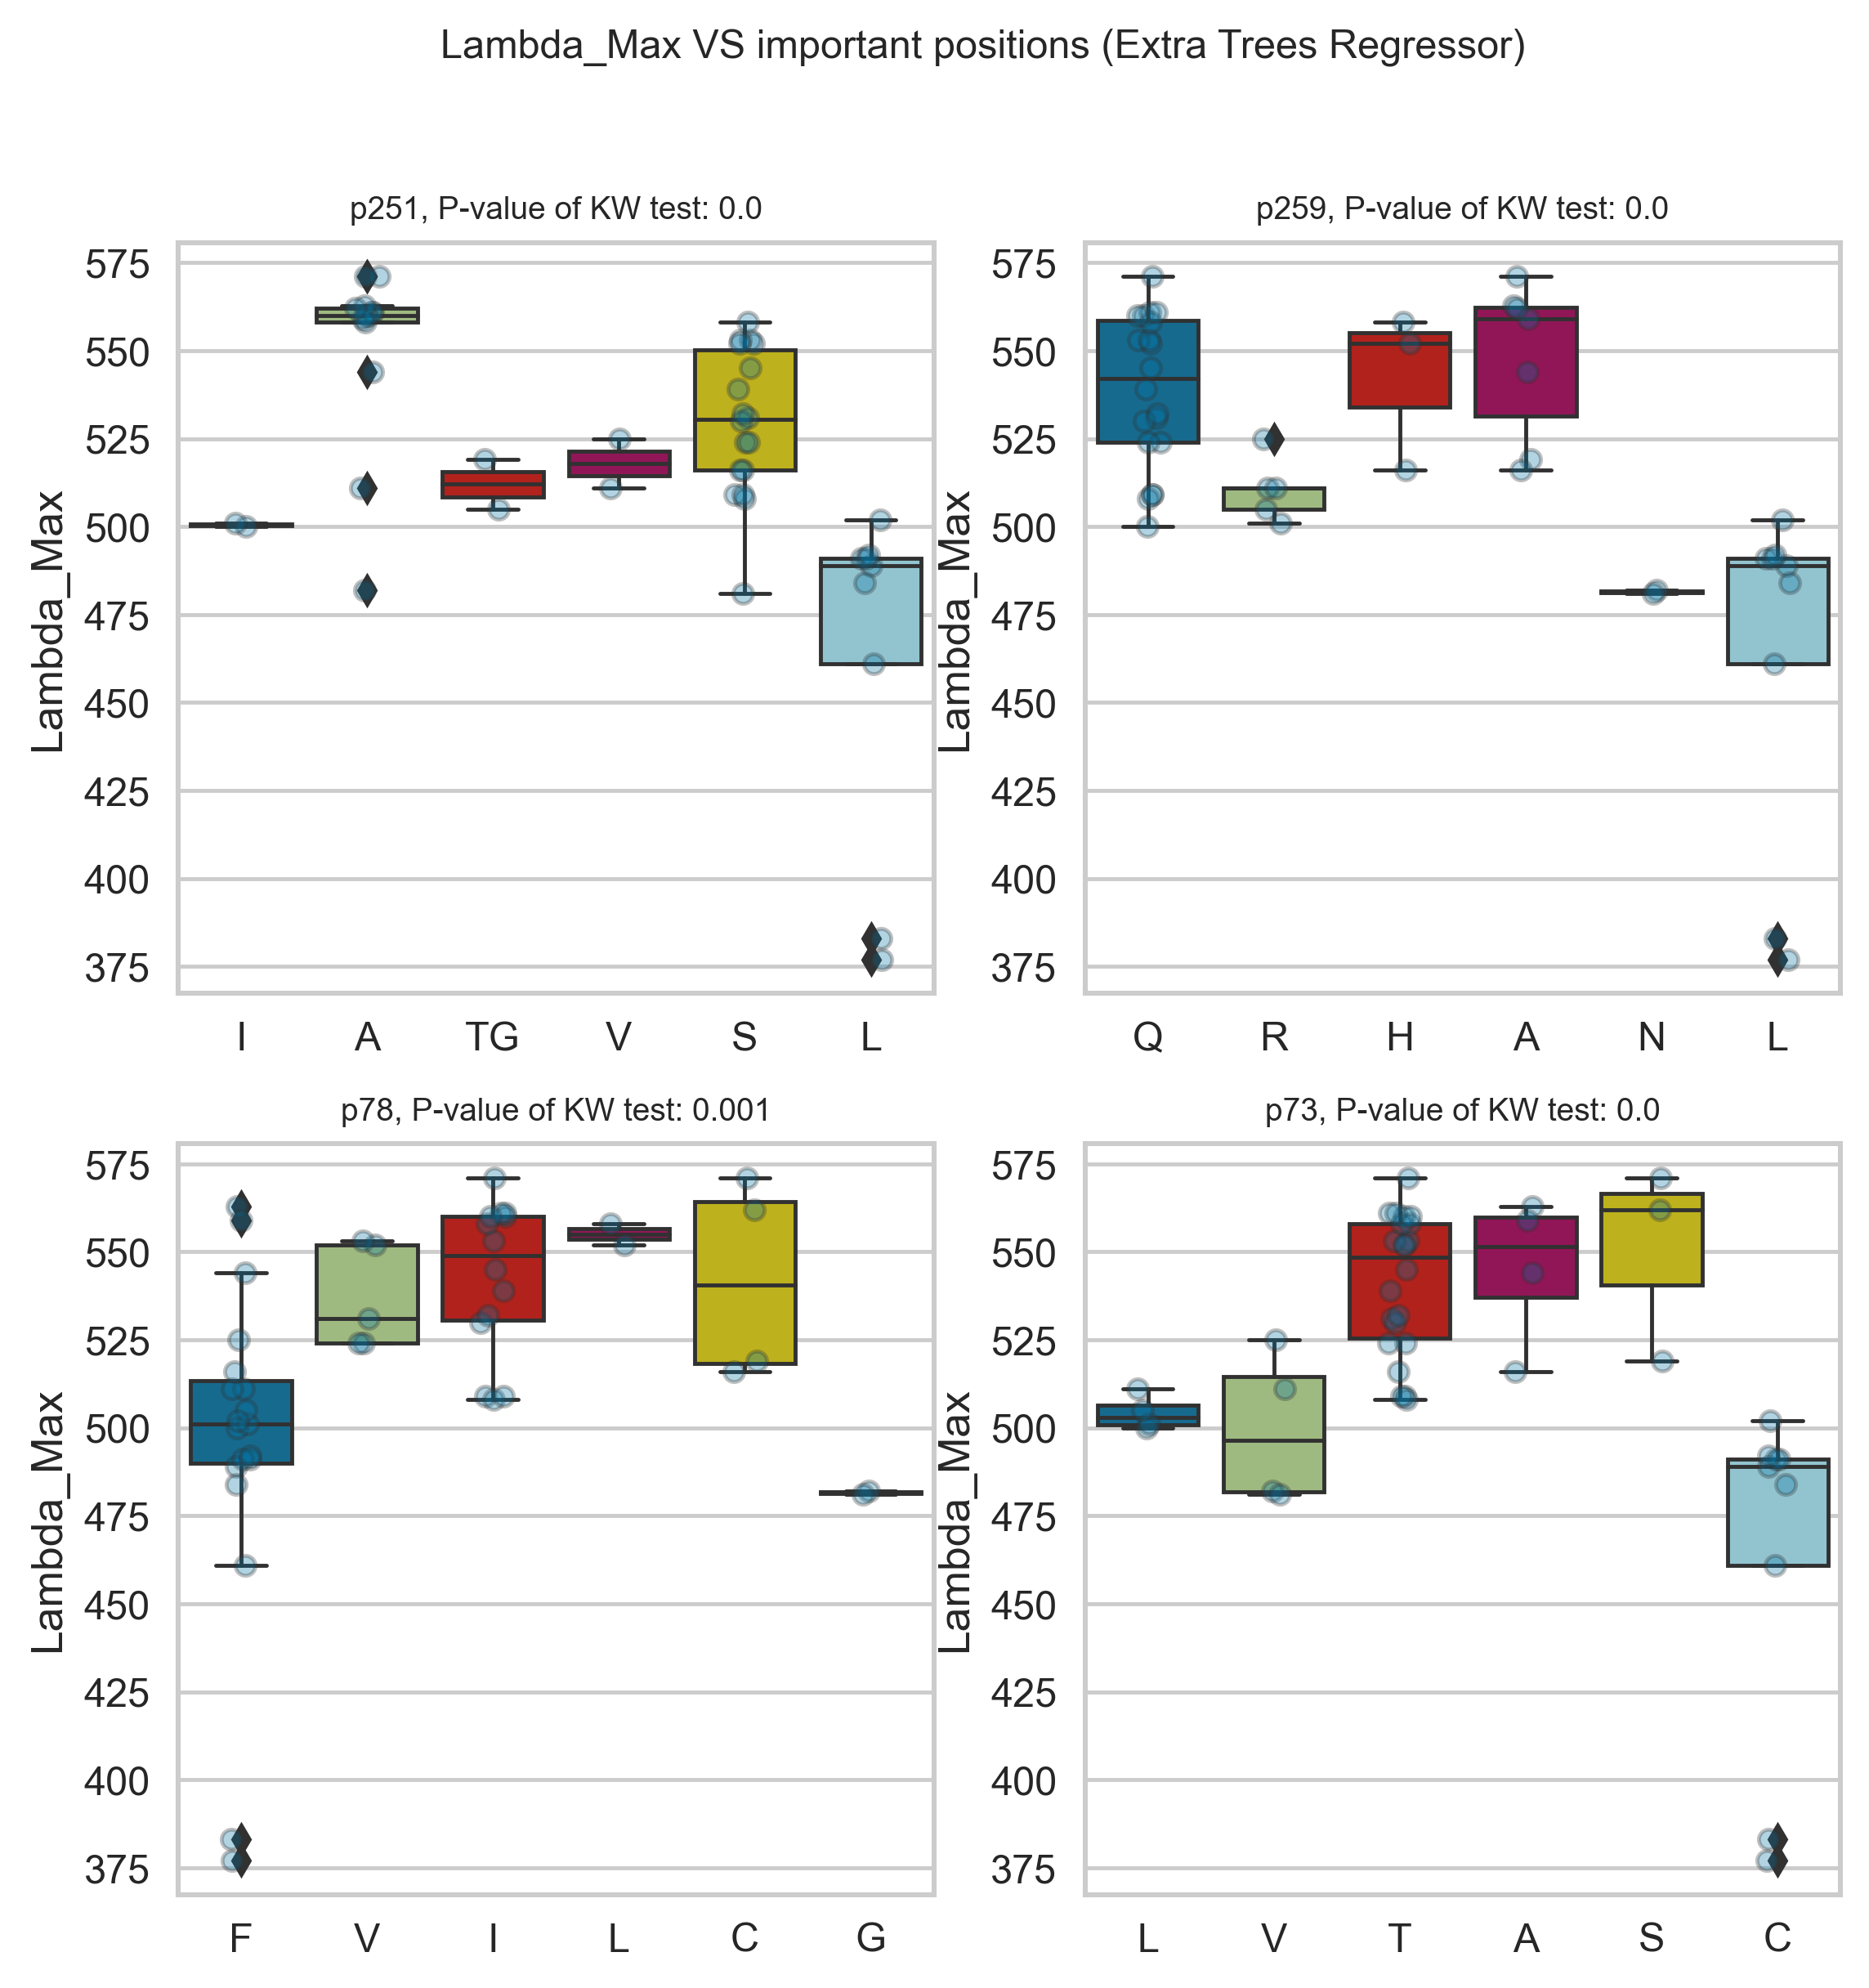 Lambda_Max VS important positions (Extra Trees Regressor)
p251, P-value of KW test: 0.0
575
550
525
500
475
450
425
400
375
Lambda_Max
I A TG V S L
p259, P-value of KW test: 0.0
575
550
525
500
475
450
425
400
375
Lambda_Max
Q R H A N L
p78, P-value of KW test: 0.001
575
550
525
500
475
450
425
400
375
Lambda_Max
F V I L C G
p73, P-value of KW test: 0.0
575
550
525
500
475
450
425
400
375
Lambda_Max
L V T A S C